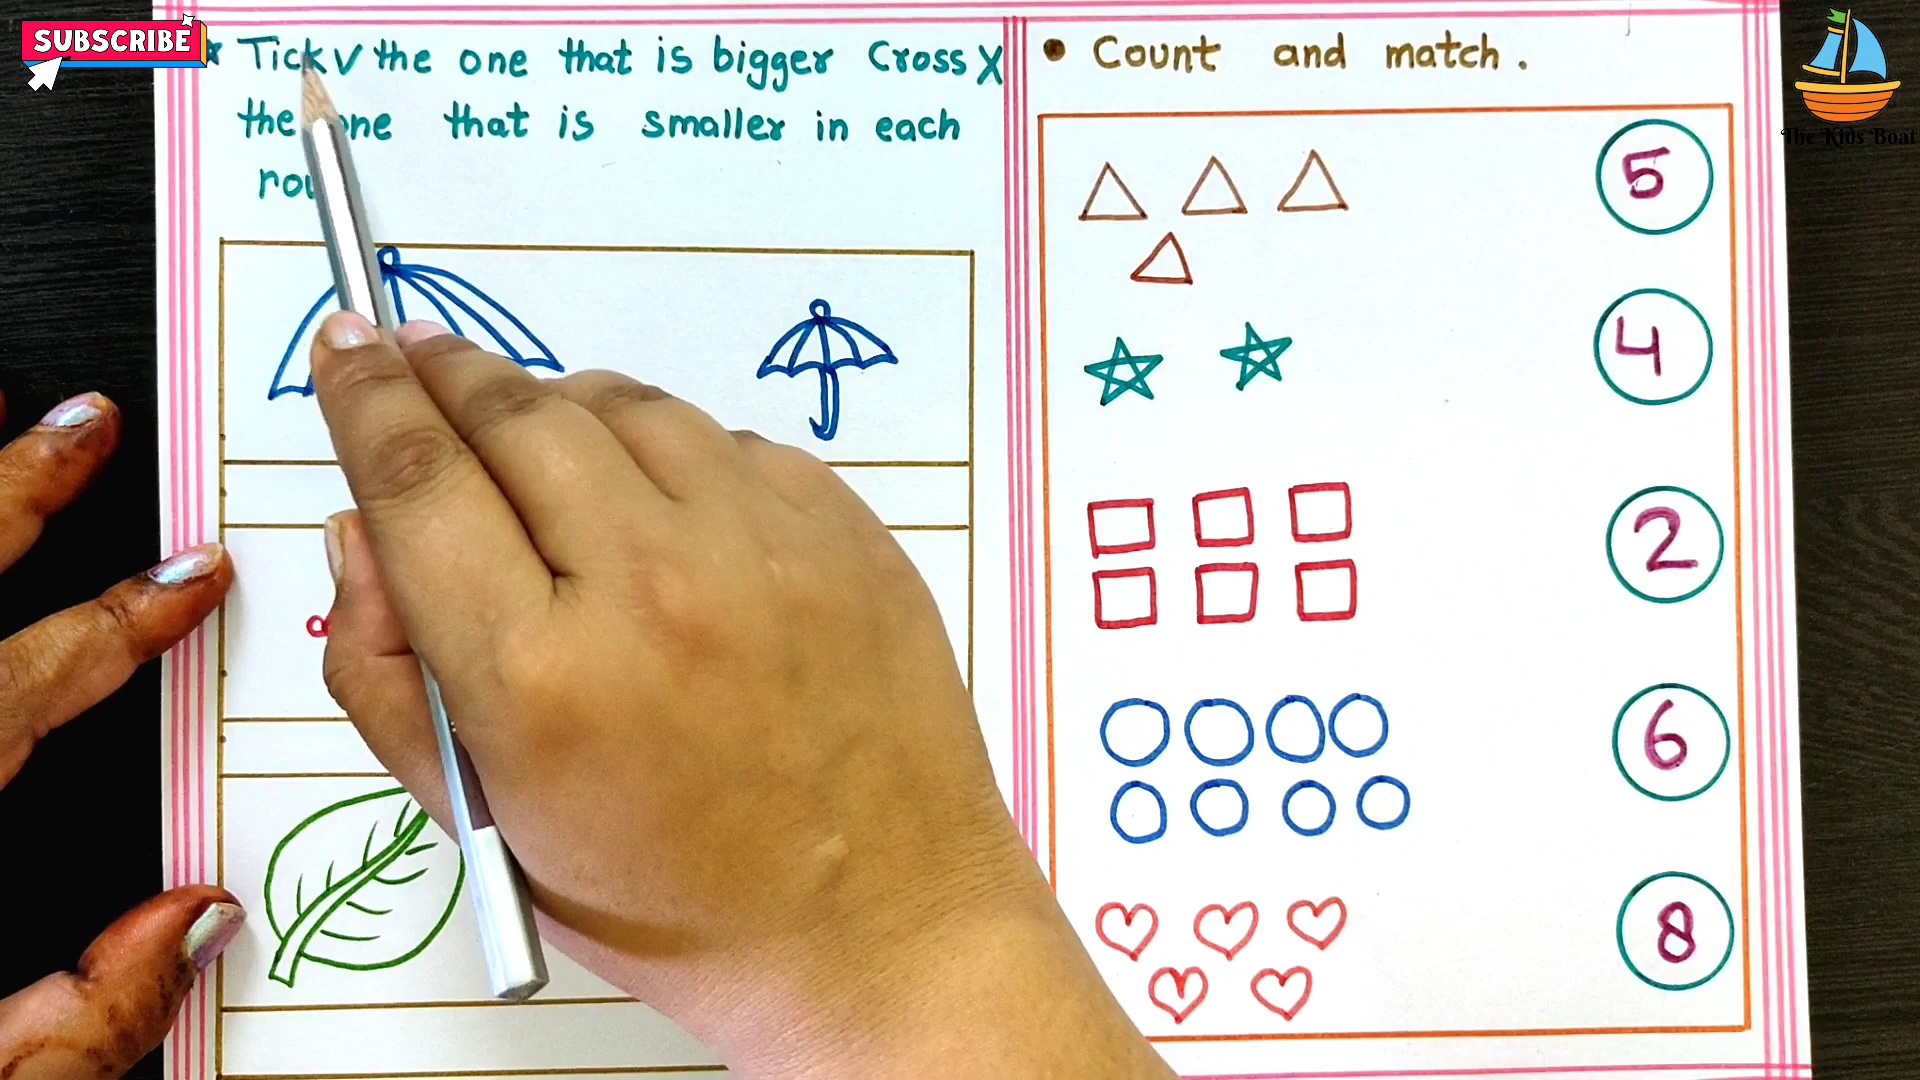 SUBSCRIBE
Tick ✓ the one that is bigger Cross X
the one that is smaller in each
Count and match.
5
4
2
6
8
The Kids Boat